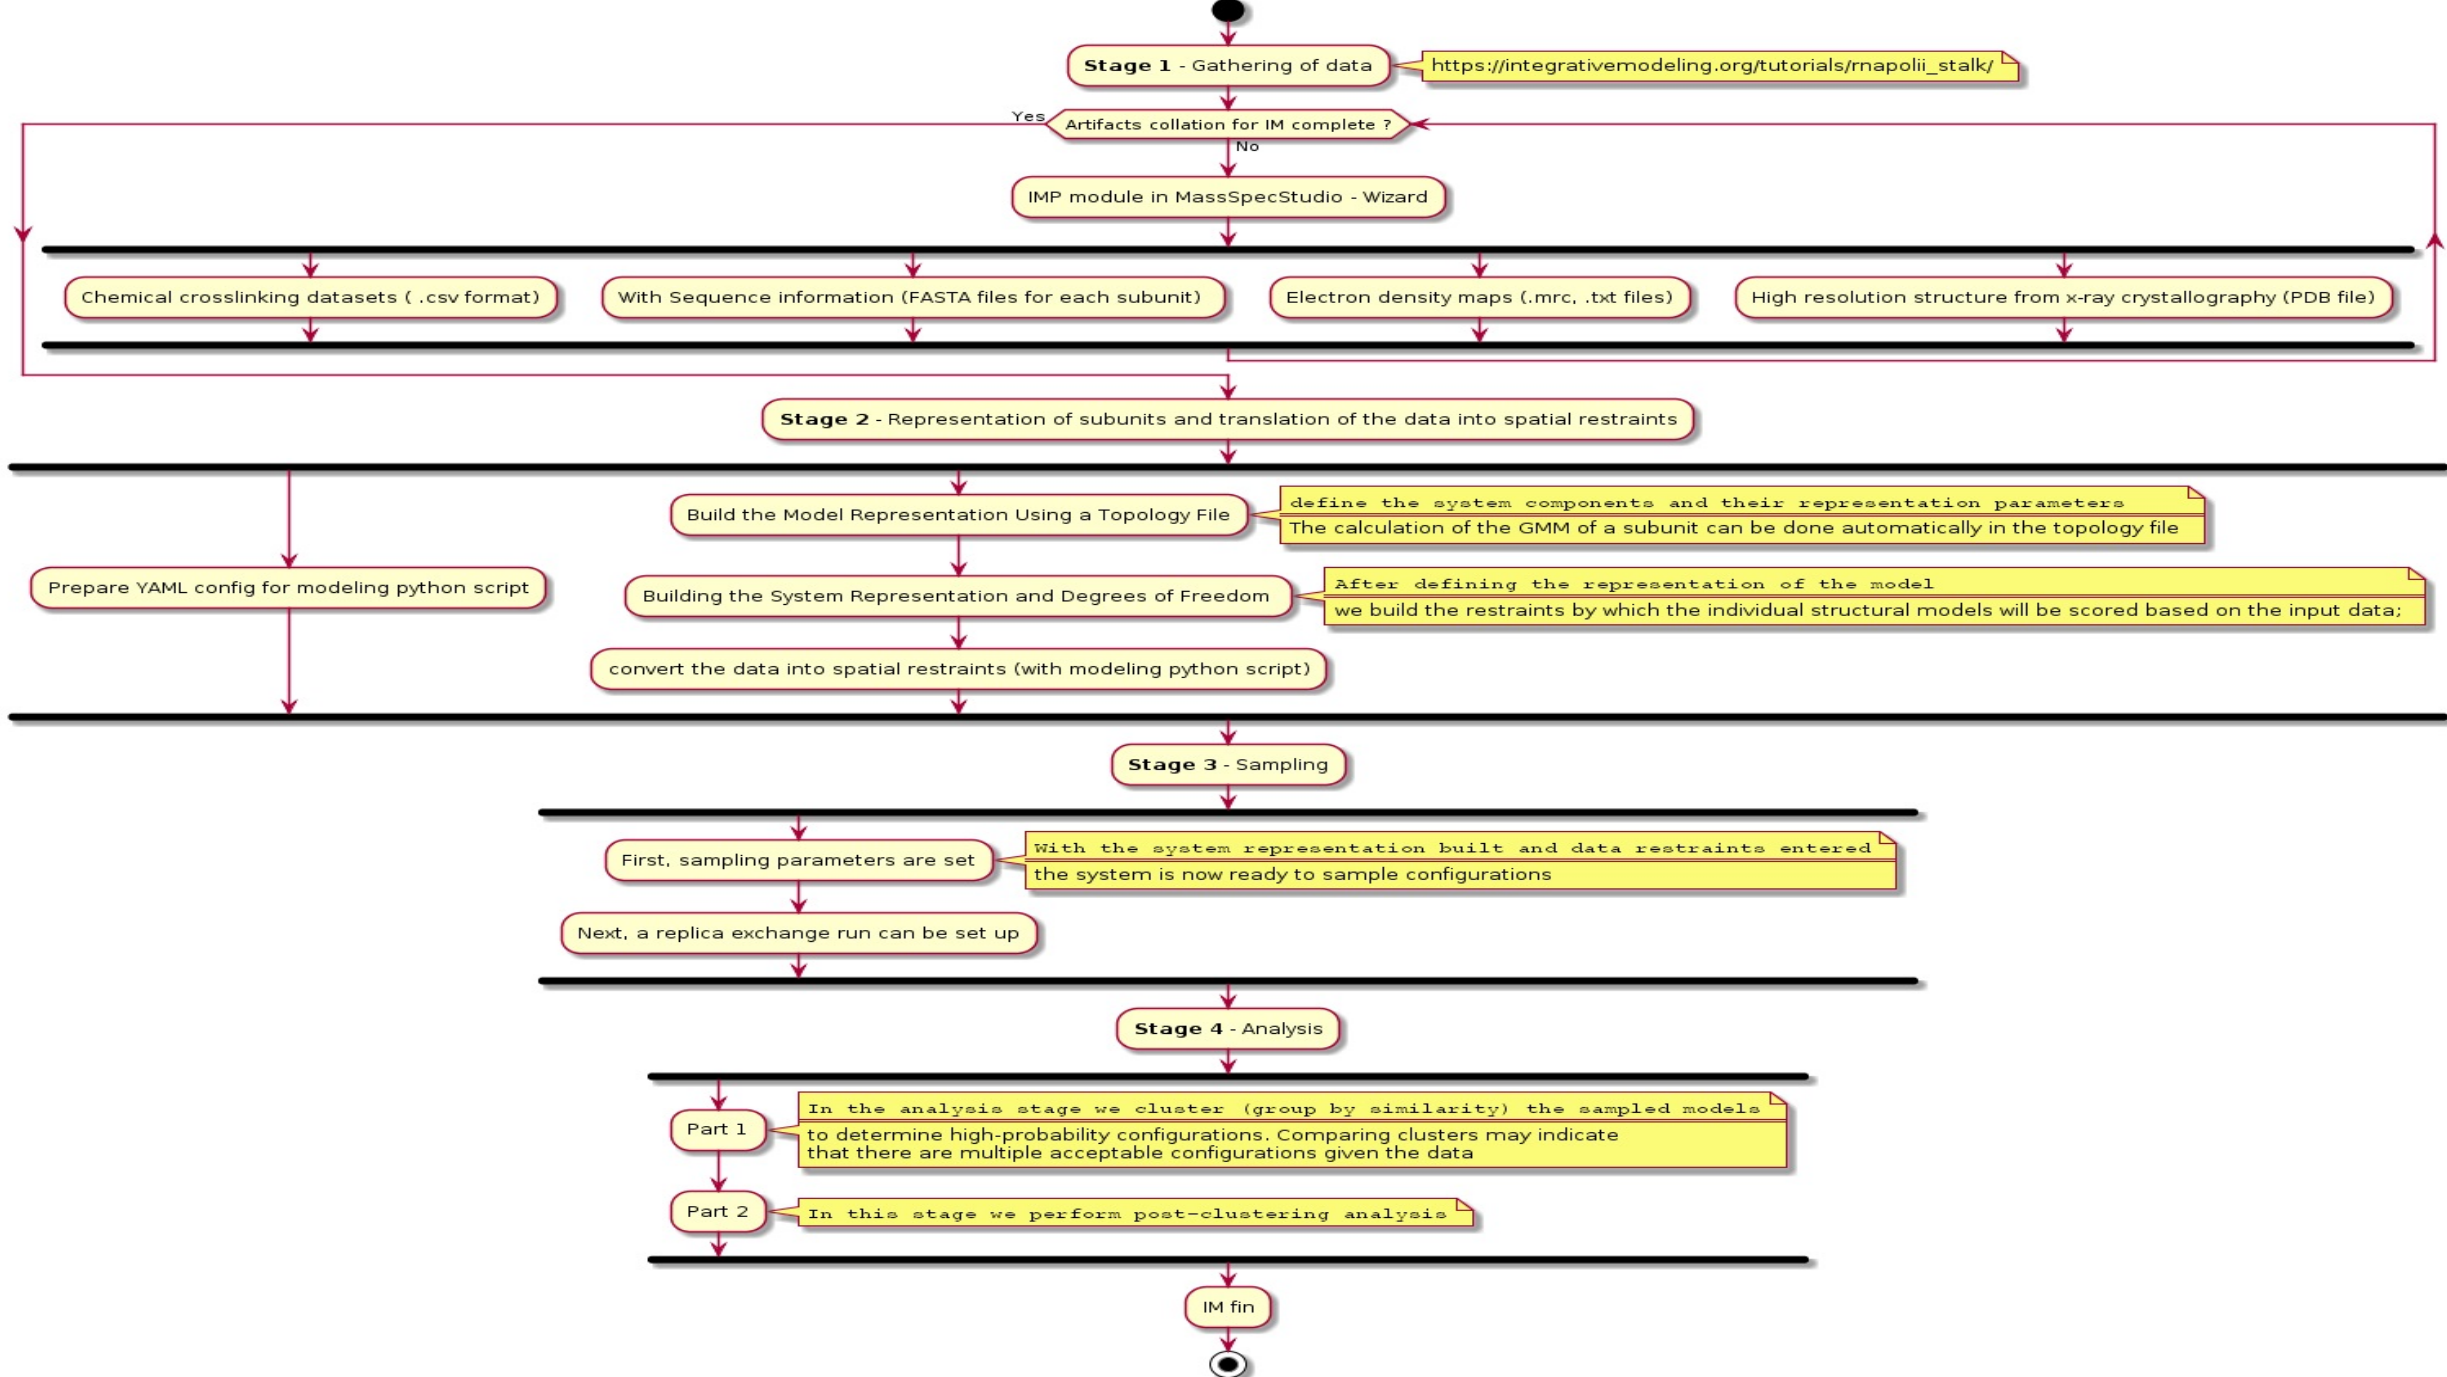 Stage 1 - Gathering of data
https://integrativemodeling.org/tutorials/rnapolii_stalk/
Yes
Artifacts collation for IM complete ?
No
IMP module in MassSpecStudio - Wizard
Chemical crosslinking datasets ( .csv format)
With Sequence information (FASTA files for each subunit)
Electron density maps (.mrc, .txt files)
High resolution structure from x-ray crystallography (PDB file)
Stage 2 - Representation of subunits and translation of the data into spatial restraints
Build the Model Representation Using a Topology File
define the system components and their representation parameters
The calculation of the GMM of a subunit can be done automatically in the topology file
Prepare YAML config for modeling python script
Building the System Representation and Degrees of Freedom
After defining the representation of the model
we build the restraints by which the individual structural models will be scored based on the input data;
convert the data into spatial restraints (with modeling python script)
Stage 3 - Sampling
First, sampling parameters are set
With the system representation built and data restraints entered
the system is now ready to sample configurations
Next, a replica exchange run can be set up
Stage 4 - Analysis
Part 1
In the analysis stage we cluster (group by similarity) the sampled models
to determine high-probability configurations. Comparing clusters may indicate
that there are multiple acceptable configurations given the data
Part 2
In this stage we perform post-clustering analysis
IM fin